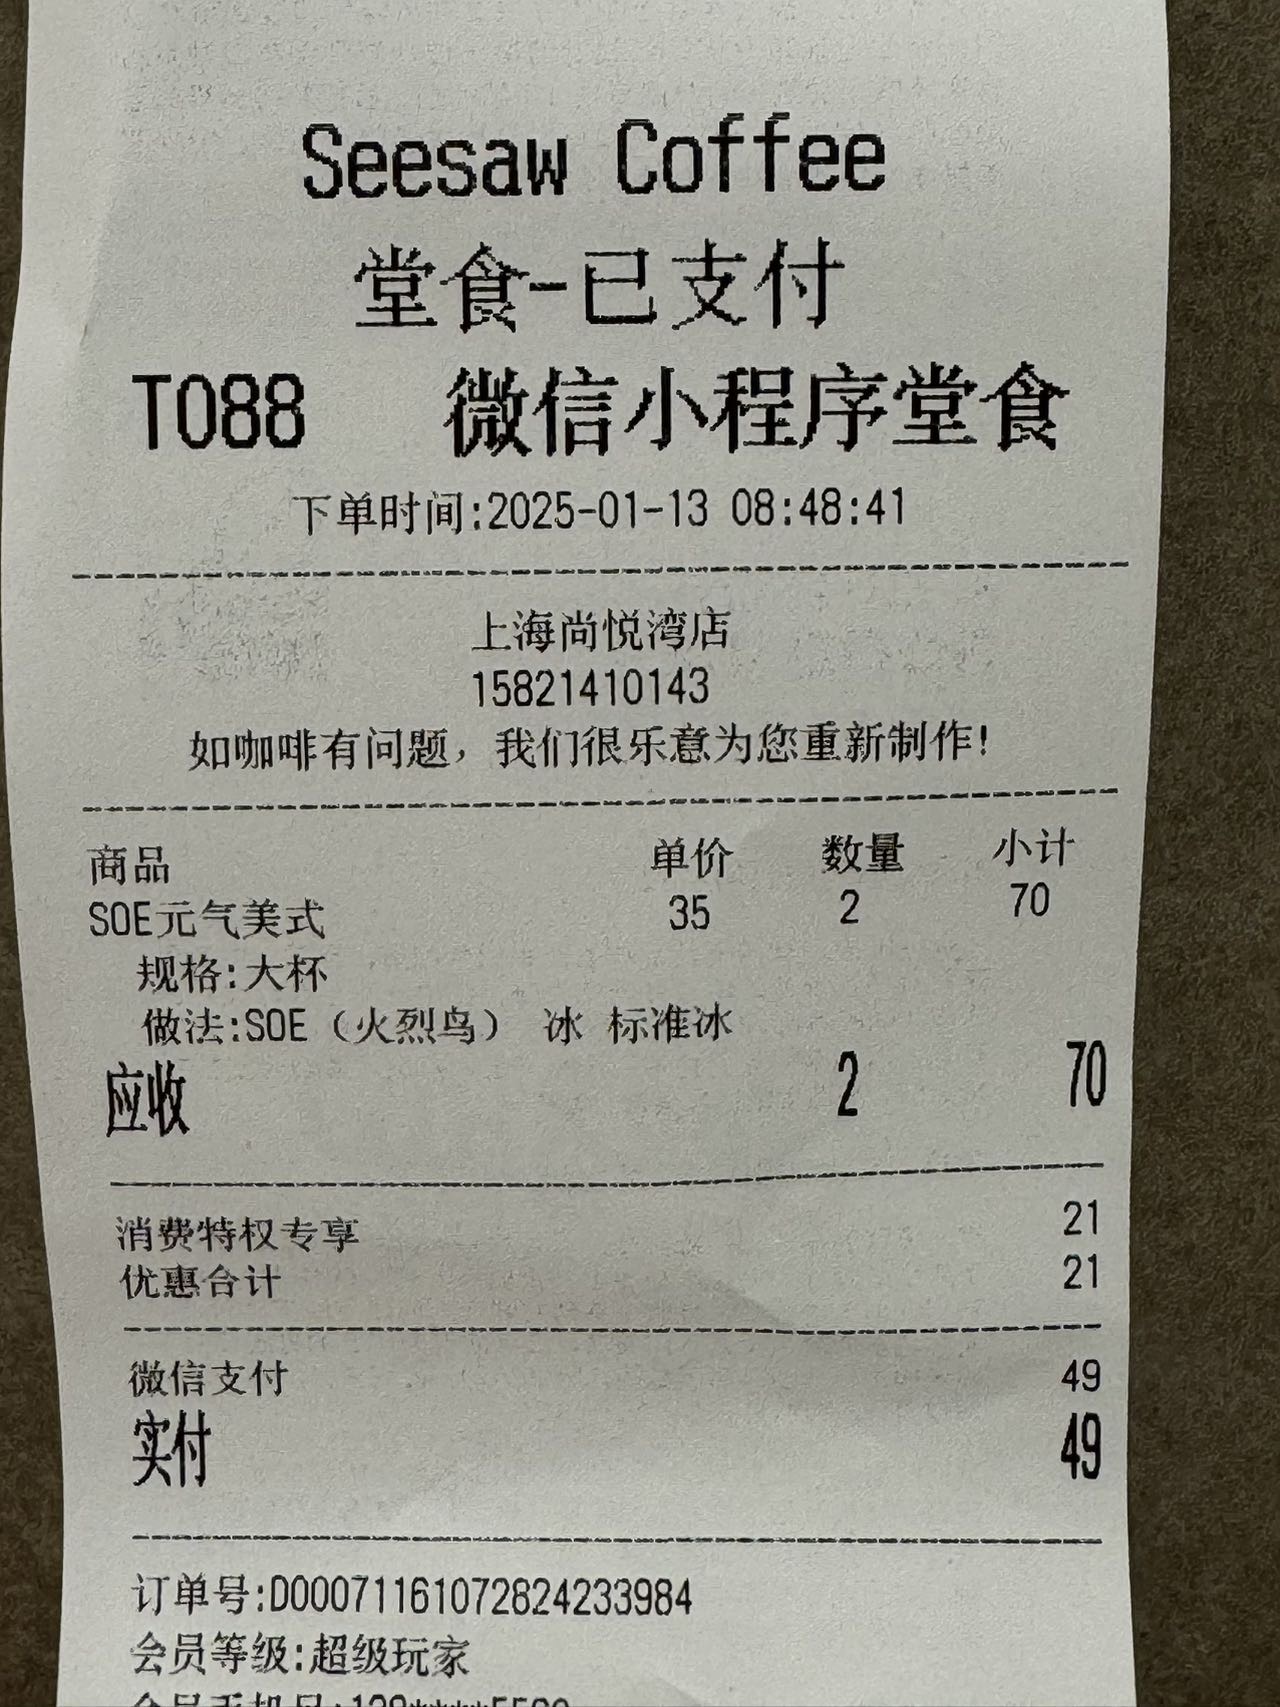 Seesaw Coffee
堂食-已支付
T088 微信小程序堂食
下单时间:2025-01-13 08:48:41
上海尚悦湾店
15821410143
如咖啡有问题，我们很乐意为您重新制作!
商品 单价 数量 小计
SOE元气美式 35 2 70
规格:大杯
做法:SOE（火烈鸟） 冰 标准冰
应收 2 70
消费特权专享 21
优惠合计 21
微信支付 49
实付 49
订单号:D00071161072824233984
会员等级:超级玩家